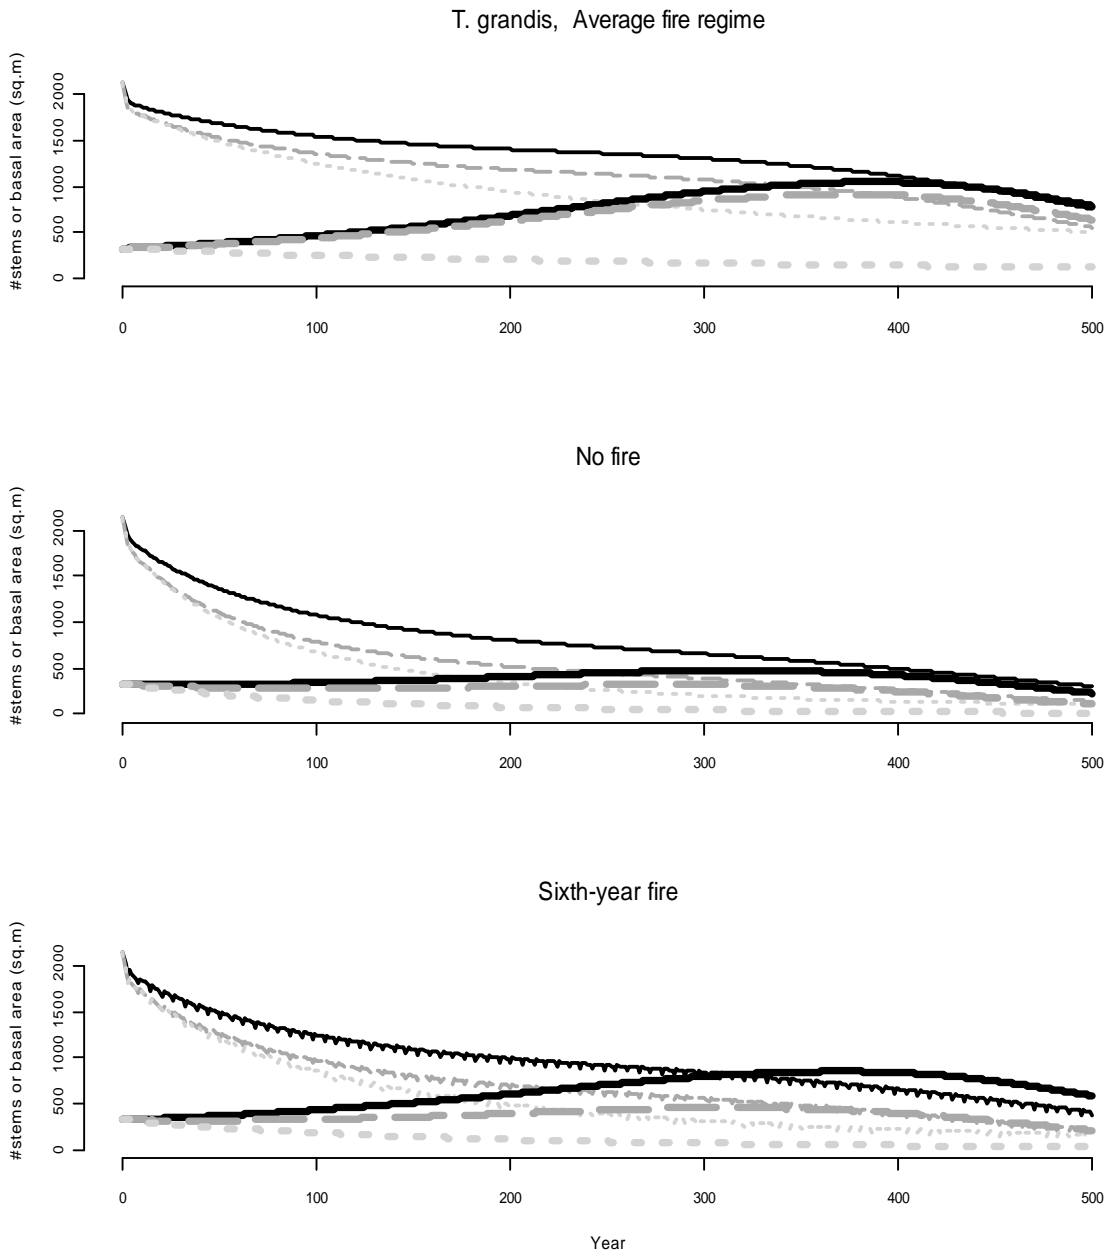 T. grandis, Average fire regime
#stems or basal area (sq.m)
2000
1500
1000
500
0
0 100 200 300 400 500
No fire
#stems or basal area (sq.m)
2000
1500
1000
500
0
0 100 200 300 400 500
Sixth-year fire
#stems or basal area (sq.m)
2000
1500
1000
500
0
0 100 200 300 400 500
Year